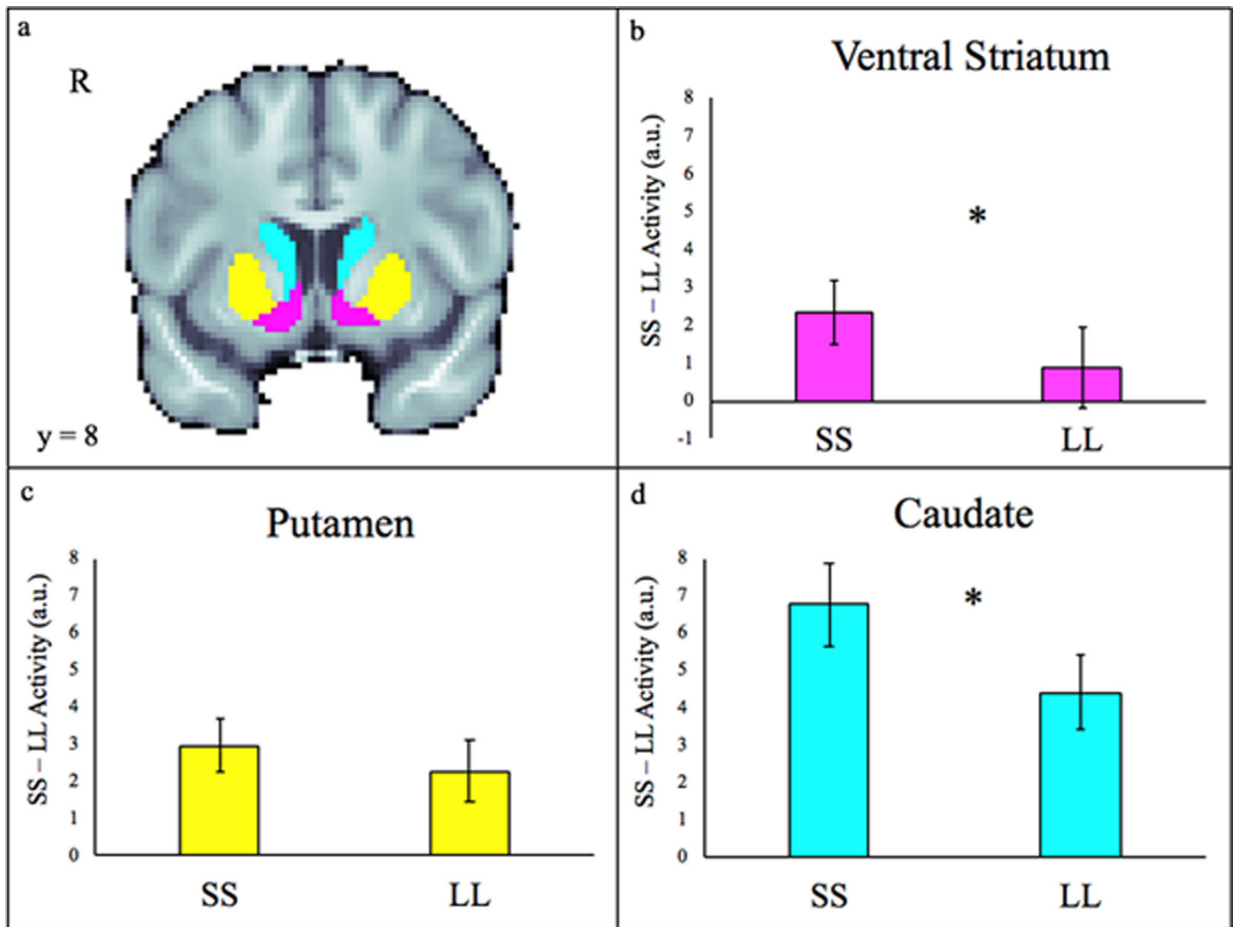 a
R
y = 8
b
Ventral Striatum
SS – LL Activity (a.u.)
8
7
6
5
4
3
2
1
0
-1
*
SS
LL
c
Putamen
SS – LL Activity (a.u.)
8
7
6
5
4
3
2
1
0
SS
LL
d
Caudate
SS – LL Activity (a.u.)
8
7
6
5
4
3
2
1
0
*
SS
LL